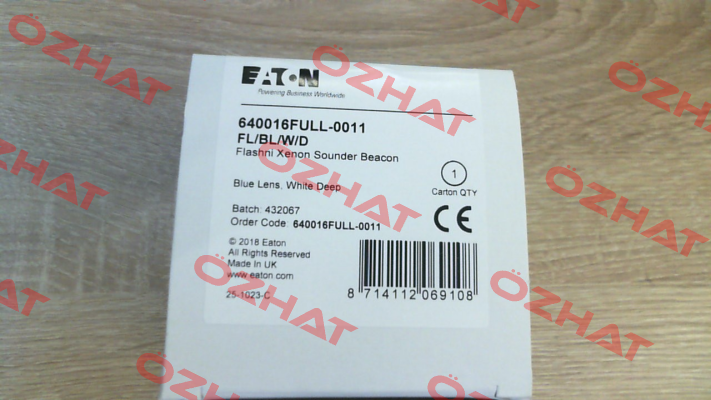 EATON
Powering Business Worldwide
640016FULL-0011
FL/BL/W/D
Flashni Xenon Sounder Beacon
1
Carton QTY
Blue Lens, White Deep
Batch: 432067
Order Code: 640016FULL-0011
CE
© 2018 Eaton
All Rights Reserved
Made In UK
www.eaton.com
25-1023-C
8 714112 069108
ÖZHAT
ÖZHAT
ÖZHAT
ÖZHAT
ÖZHAT
ÖZHAT
ÖZHAT
ÖZHAT
ÖZHAT